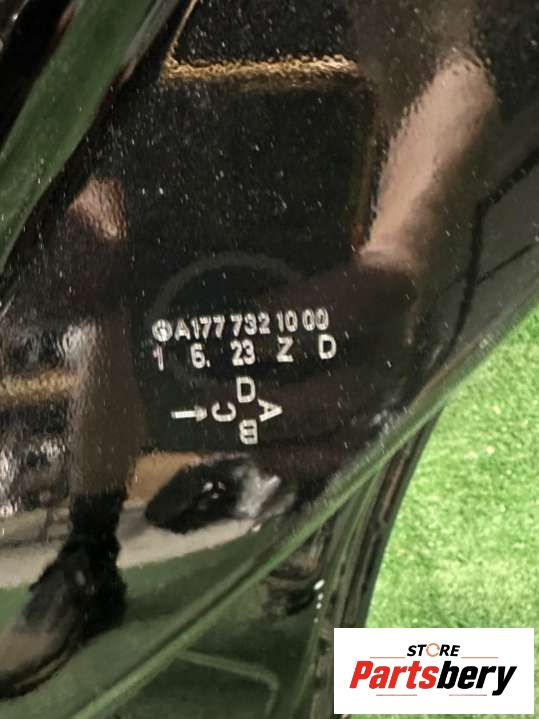 A177 732 10 00
1 6. 23 Z D
D
A
B
C
STORE
Partsbery